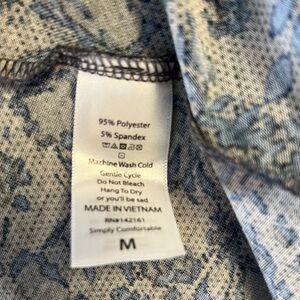 95% Polyester
5% Spandex
Machine Wash Cold
Gentle Cycle
Do Not Bleach
Hang To Dry
or you'll be sad
MADE IN VIETNAM
RN#142161
Simply Comfortable
M